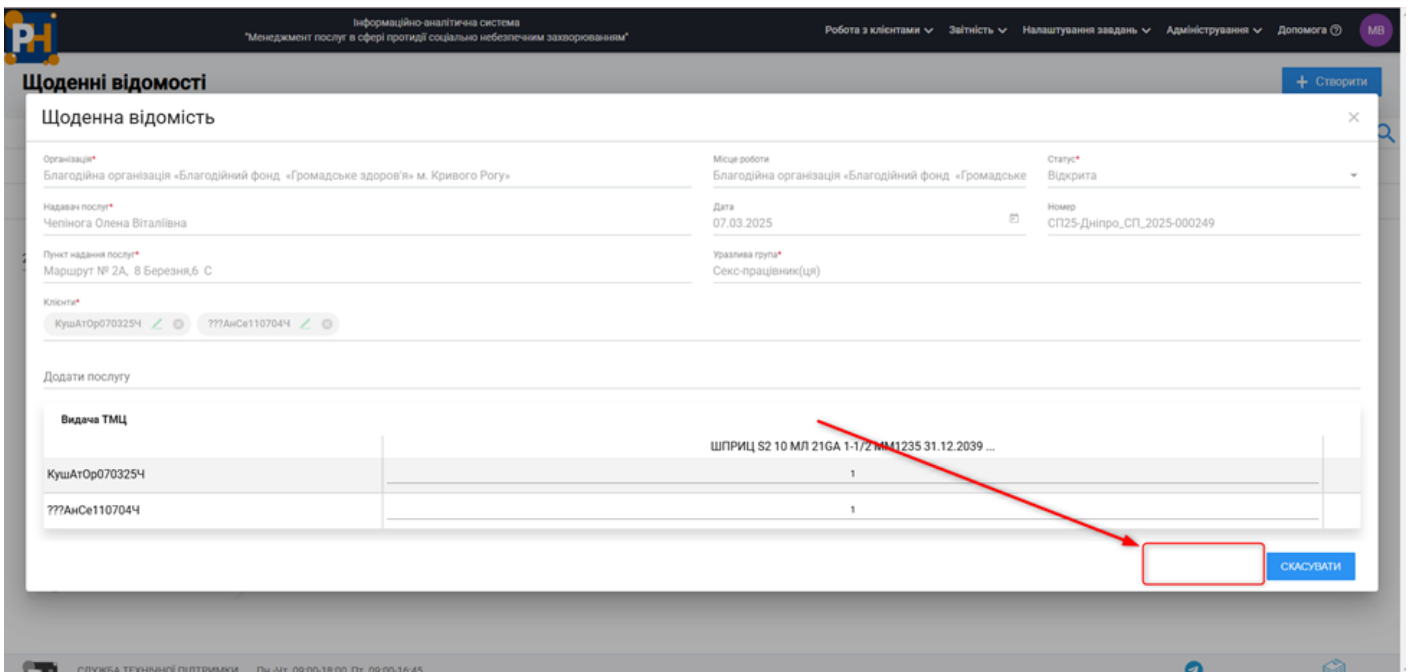 PH
Інформаційно-аналітична система
"Менеджмент послуг в сфері протидії соціально небезпечним захворюванням"
Робота з клієнтами Звітність Налаштування завдань Адміністрування Допомога MB
Щоденні відомості
+ Створити
Щоденна відомість
Організація* Місце роботи Статус*
Благодійна організація «Благодійний фонд «Громадське здоров'я» м. Кривого Рогу» Благодійна організація «Благодійний фонд «Громадське Відкрита
Надавач послуг* Дата Номер
Чепінога Олена Віталіївна 07.03.2025 СП25-Дніпро_СП_2025-000249
Пункт надання послуг* Уразлива група*
Маршрут № 2А, 8 Березня,6 С Секс-працівник(ця)
Клієнти*
КушАтОр070325Ч ???АнСе110704Ч
Додати послугу
Видача ТМЦ
ШПРИЦ S2 10 МЛ 21GA 1-1/2 MM1235 31.12.2039 ...
КушАтОр070325Ч 1
???АнСе110704Ч 1
СКАСУВАТИ
СЛУЖБА ТЕХНІЧНОЇ ПІДТРИМКИ Пн.-Чт. 09:00-18:00, Пт. 09:00-16:45